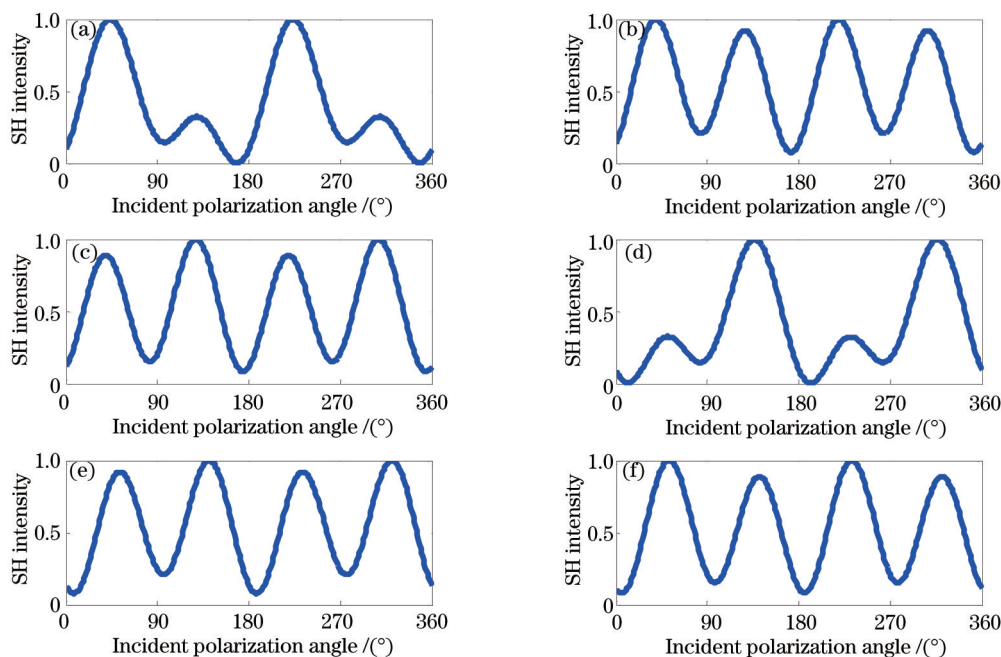 (a)
SH intensity
1.0
0.5
0
0 90 180 270 360
Incident polarization angle /(°)
(b)
SH intensity
1.0
0.5
0
0 90 180 270 360
Incident polarization angle /(°)
(c)
SH intensity
1.0
0.5
0
0 90 180 270 360
Incident polarization angle /(°)
(d)
SH intensity
1.0
0.5
0
0 90 180 270 360
Incident polarization angle /(°)
(e)
SH intensity
1.0
0.5
0
0 90 180 270 360
Incident polarization angle /(°)
(f)
SH intensity
1.0
0.5
0
0 90 180 270 360
Incident polarization angle /(°)